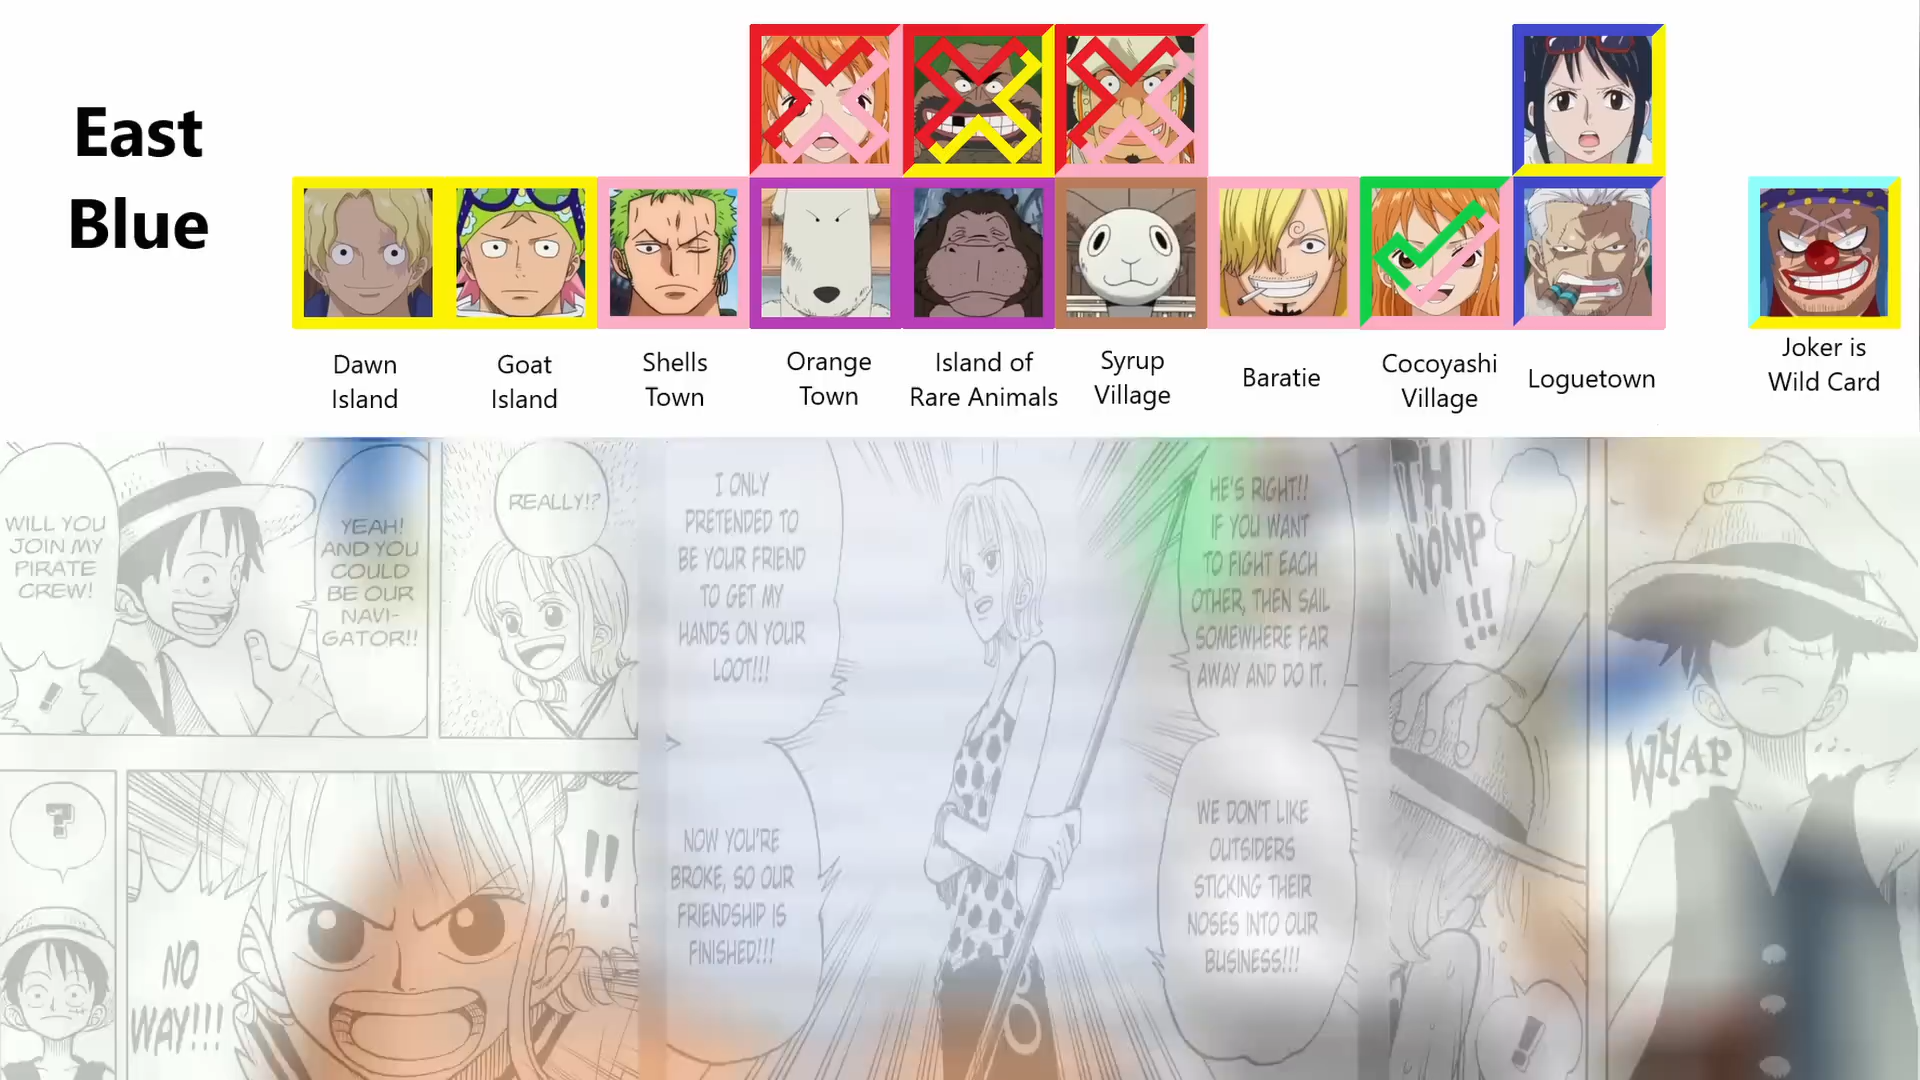 East
Blue
Dawn
Island
Goat
Island
Shells
Town
Orange
Town
Island of
Rare Animals
Syrup
Village
Baratie
Cocoyashi
Village
Loguetown
Joker is
Wild Card
WILL YOU
JOIN MY
PIRATE
CREW!
!
YEAH!
AND YOU
COULD
BE OUR
NAVI-
GATOR!!
REALLY!?
?
NO
WAY!!!
!!
I ONLY
PRETENDED TO
BE YOUR FRIEND
TO GET MY
HANDS ON YOUR
LOOT!!!
NOW YOU'RE
BROKE, SO OUR
FRIENDSHIP IS
FINISHED!!!
HE'S RIGHT!!
IF YOU WANT
TO FIGHT EACH
OTHER, THEN SAIL
SOMEWHERE FAR
AWAY AND DO IT.
WE DON'T LIKE
OUTSIDERS
STICKING THEIR
NOSES INTO OUR
BUSINESS!!!
TH
WOMP
!!!
!
WHAP